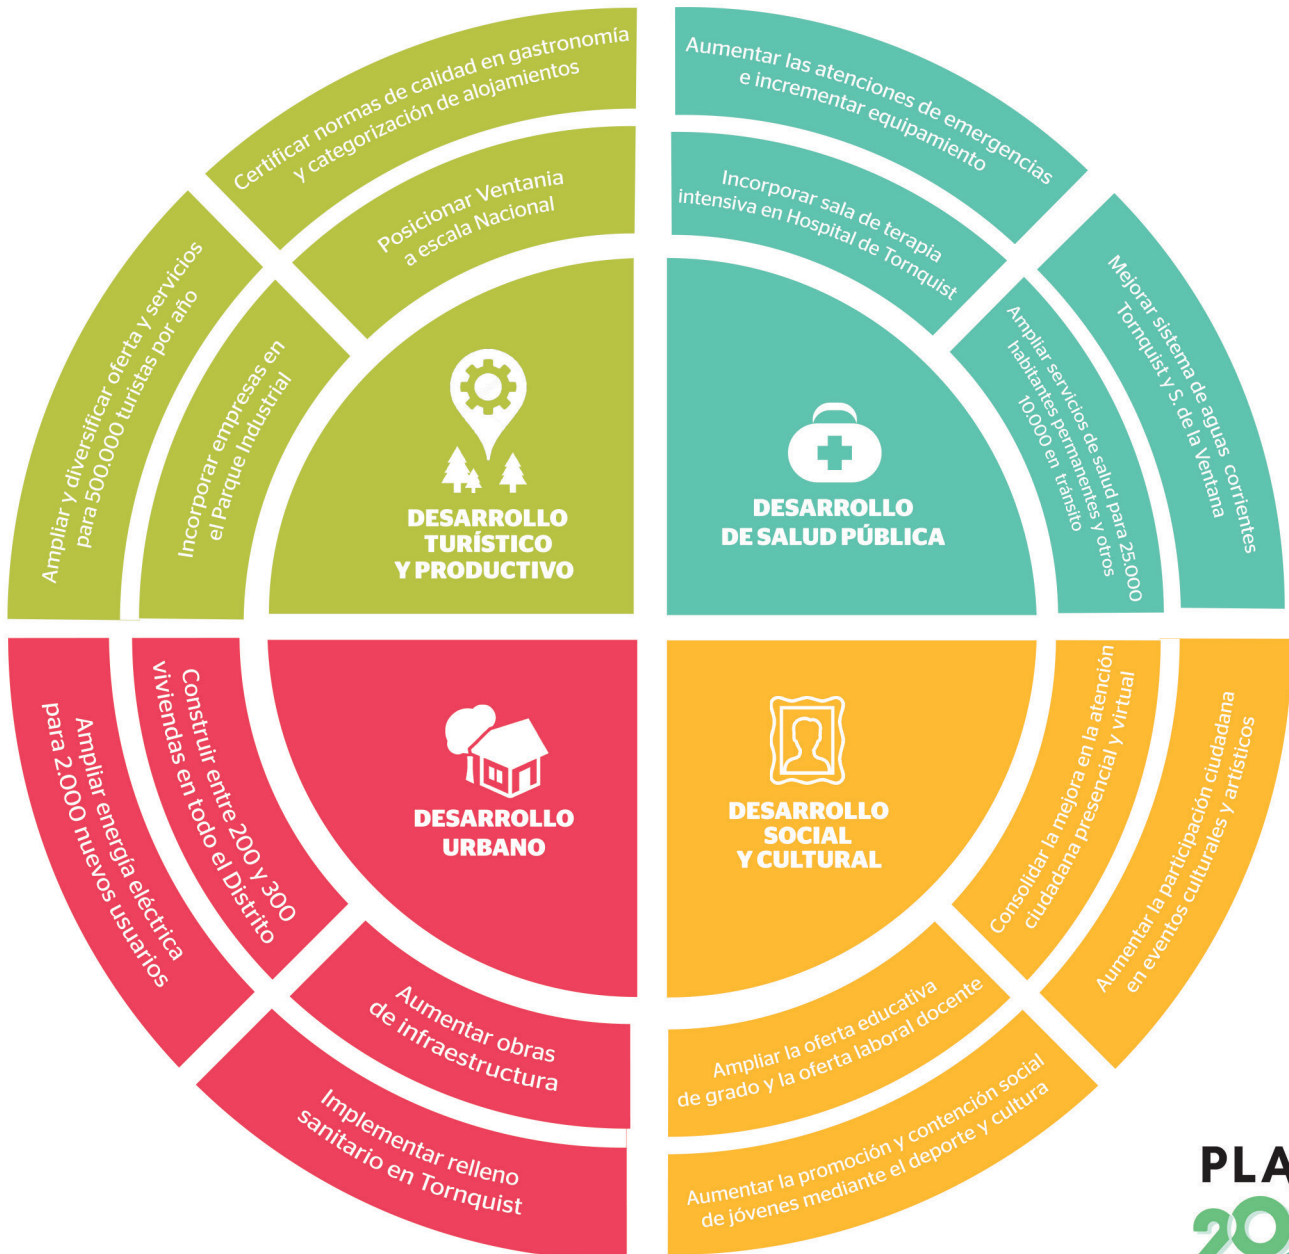 Certificar normas de calidad en gastronomía
y categorización de alojamientos
Posicionar Ventania
a escala Nacional
Ampliar y diversificar oferta y servicios
para 500.000 turistas por año
Incorporar empresas en
el Parque Industrial
DESARROLLO
TURÍSTICO
Y PRODUCTIVO
Aumentar las atenciones de emergencias
e incrementar equipamiento
Incorporar sala de terapia
intensiva en Hospital de Tornquist
Mejorar sistema de aguas corrientes
Tornquist y S. de la Ventana
Ampliar servicios de salud para 25.000
habitantes permanentes y otros
10.000 en tránsito
DESARROLLO
DE SALUD PÚBLICA
Construir entre 200 y 300
viviendas en todo el Distrito
Ampliar energía eléctrica
para 2.000 nuevos usuarios
DESARROLLO
URBANO
Aumentar obras
de infraestructura
Implementar relleno
sanitario en Tornquist
Consolidar la mejora en la atención
ciudadana presencial y virtual
Aumentar la participación ciudadana
en eventos culturales y artísticos
DESARROLLO
SOCIAL
Y CULTURAL
Ampliar la oferta educativa
de grado y la oferta laboral docente
Aumentar la promoción y contención social
de jóvenes mediante el deporte y cultura
PLA
20